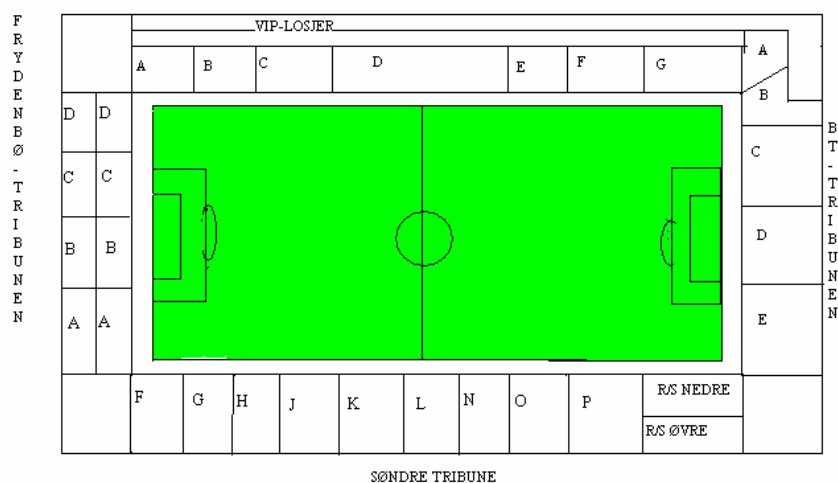 FRYDENBØ-TRIBUNEN
VIP-LOSJER
A B C D E F G
A
B
C
D
E
BT-TRIBUNEN
D D
C C
B B
A A
F G H J K L N O P
R/S NEDRE
R/S ØVRE
SØNDRE TRIBUNE